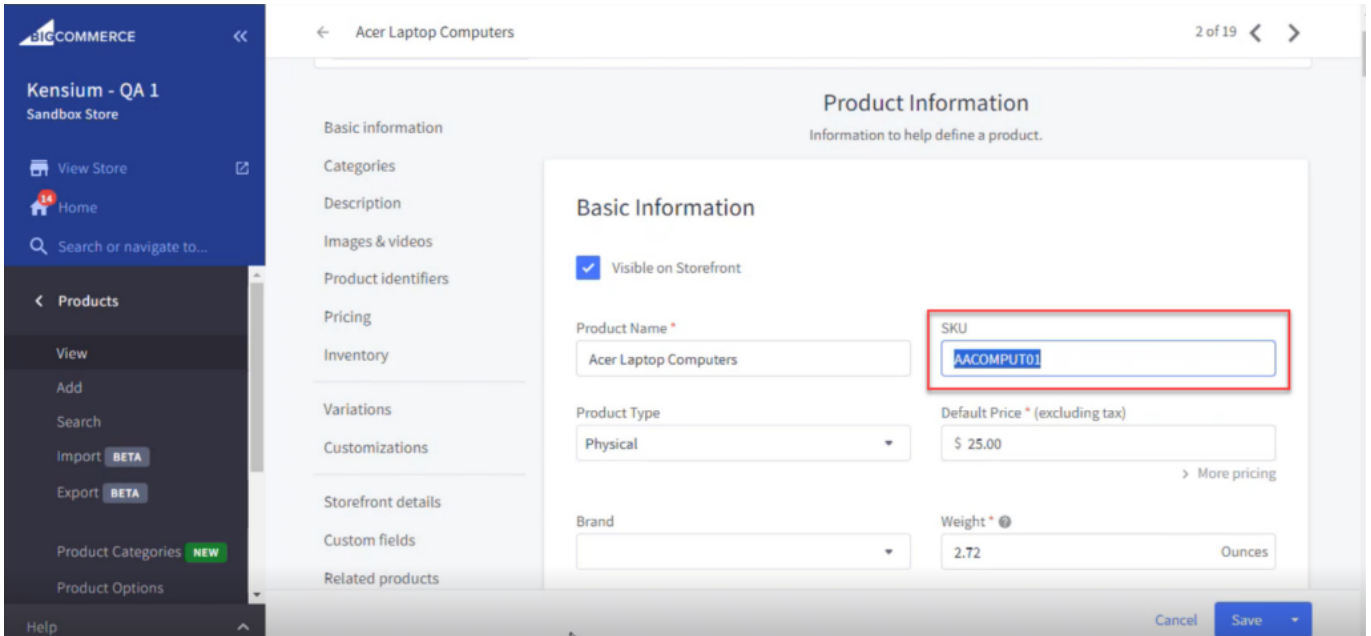 BIGCOMMERCE
Kensium - QA 1
Sandbox Store
View Store
14
Home
Search or navigate to...
Products
View
Add
Search
Import BETA
Export BETA
Product Categories NEW
Product Options
Help
Acer Laptop Computers
2 of 19
Basic information
Categories
Description
Images & videos
Product identifiers
Pricing
Inventory
Variations
Customizations
Storefront details
Custom fields
Related products
Product Information
Information to help define a product.
Basic Information
Visible on Storefront
Product Name *
Acer Laptop Computers
SKU
AACOMPUT01
Product Type
Physical
Default Price * (excluding tax)
$ 25.00
More pricing
Brand
Weight *
2.72 Ounces
Cancel
Save